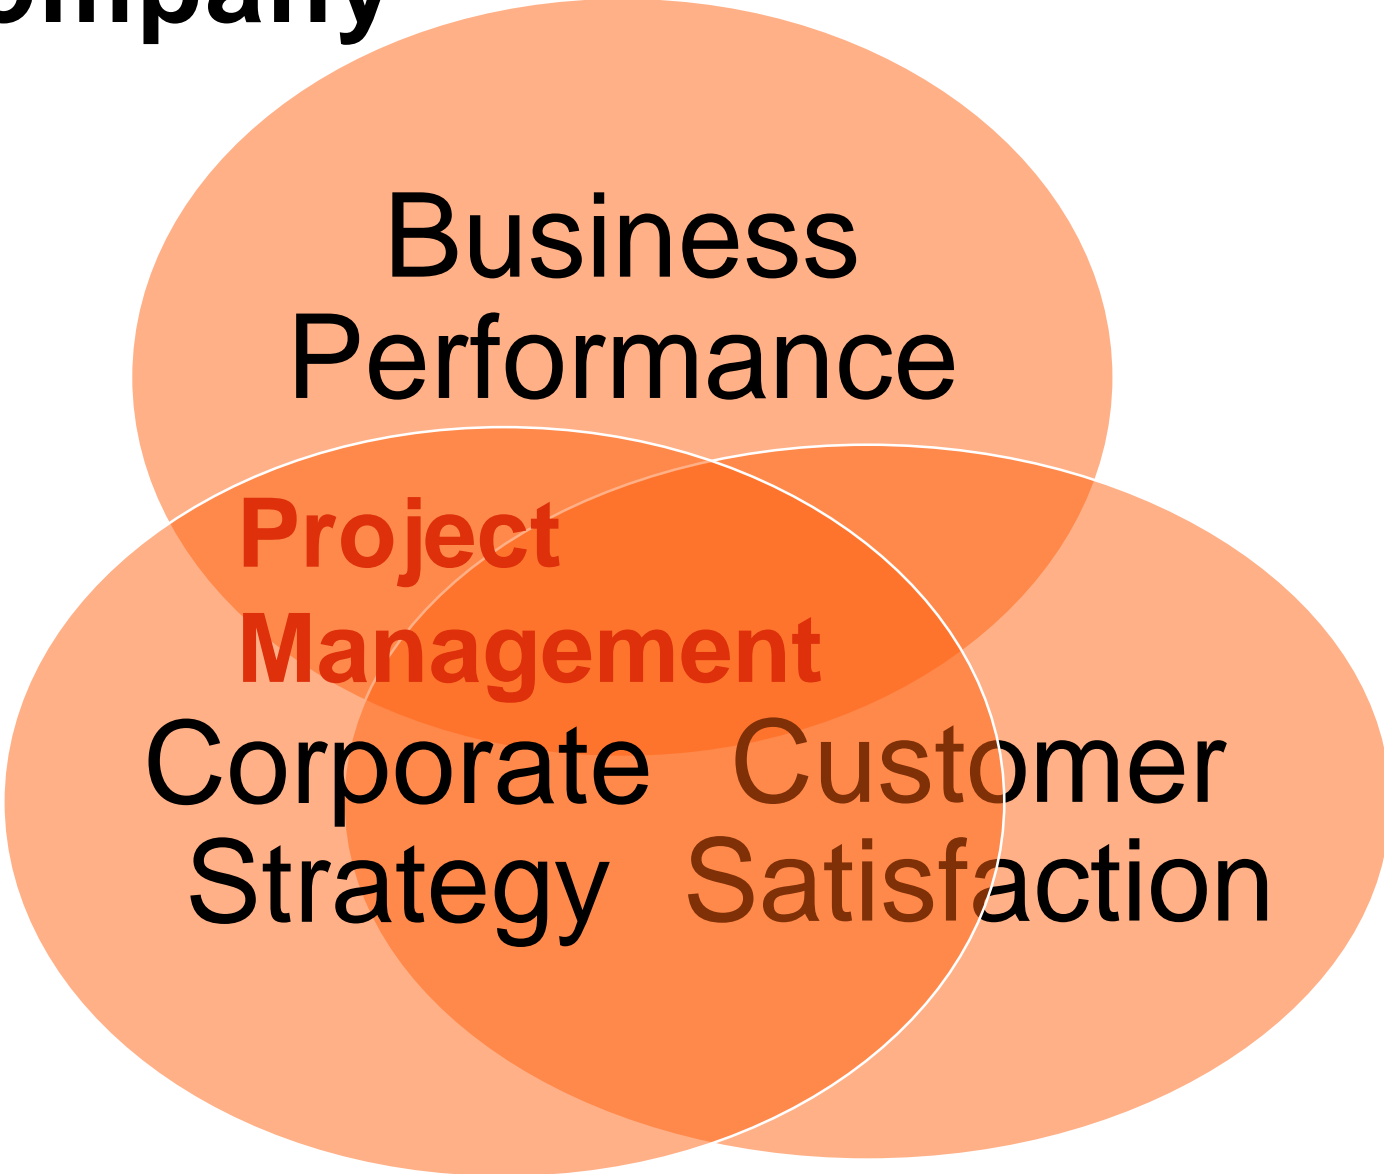 Business
Performance
Project
Management
Corporate
Strategy
Customer
Satisfaction